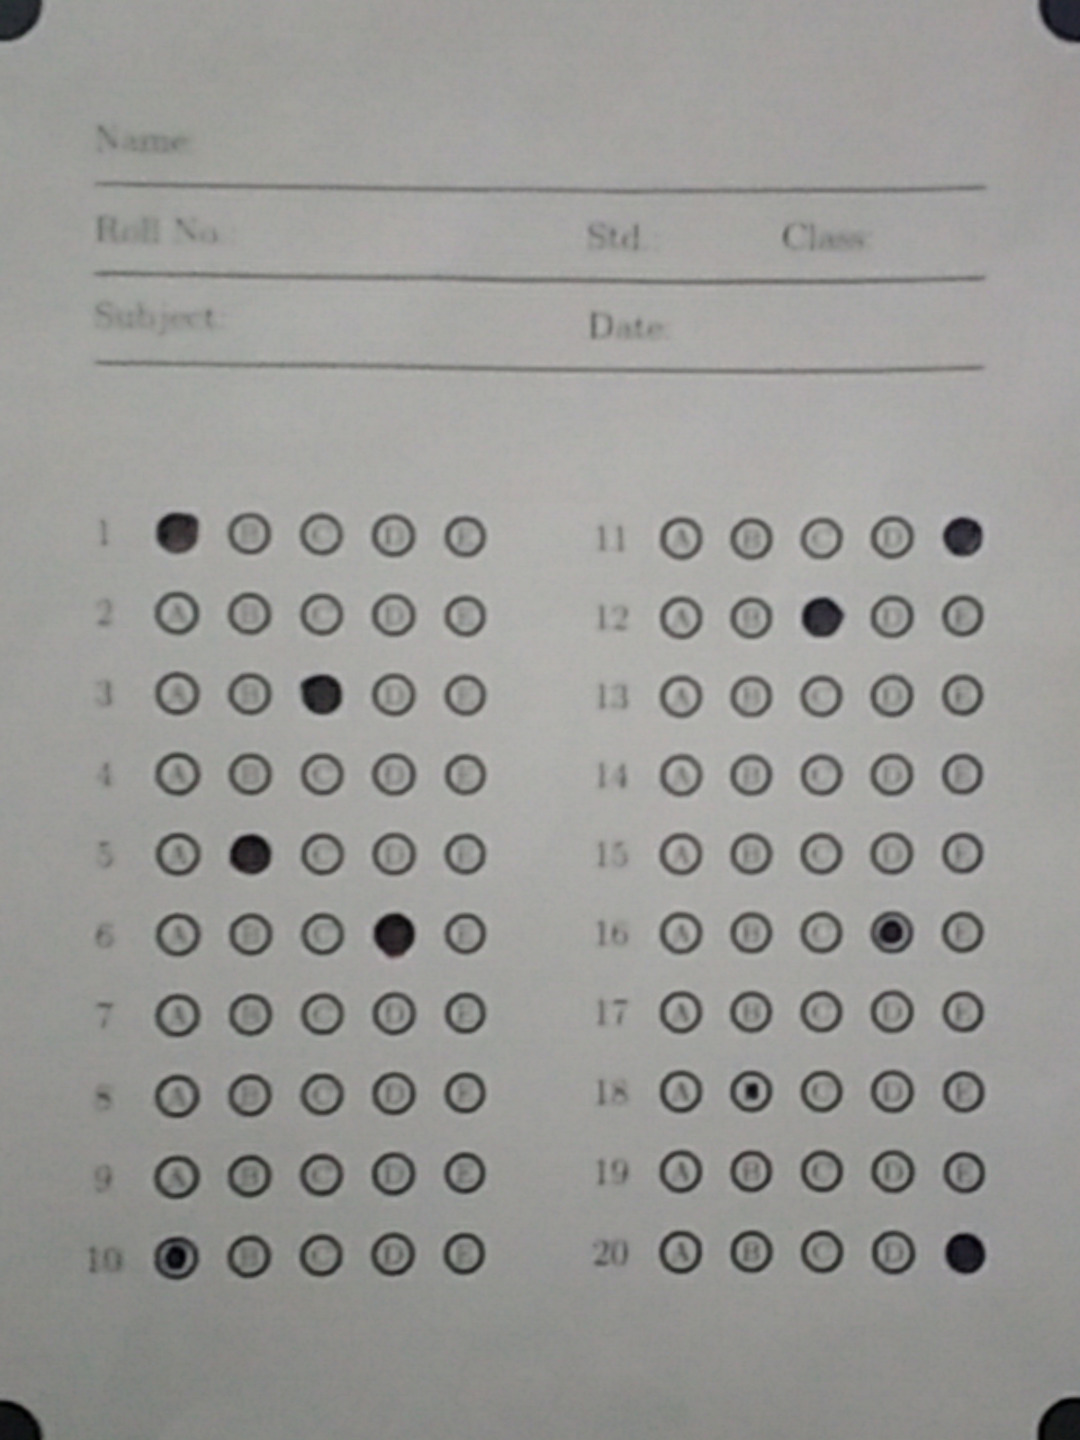 Name:
Roll No.:
Std.:
Class:
Subject:
Date:
1 B C D E
2 A B C D E
3 A B D E
4 A B C D E
5 A C D E
6 A B C E
7 A B C D E
8 A B C D E
9 A B C D E
10 B C D E
11 A B C D
12 A B D E
13 A B C D E
14 A B C D E
15 A B C D E
16 A B C E
17 A B C D E
18 A C D E
19 A B C D E
20 A B C D